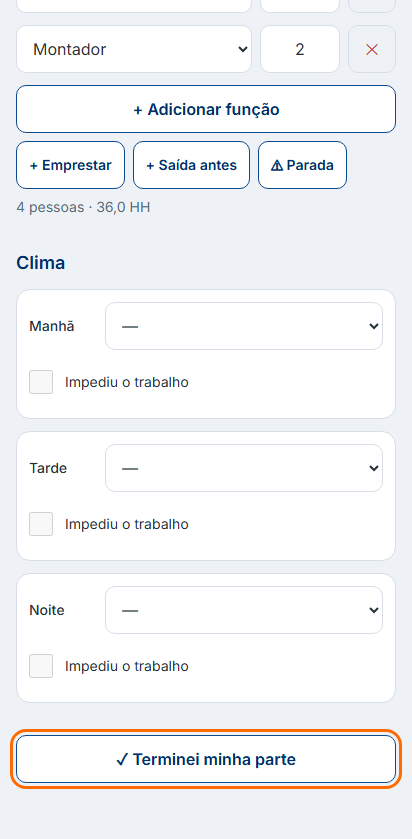 Montador 2
+ Adicionar função
+ Emprestar + Saída antes ⚠ Parada
4 pessoas · 36,0 HH
Clima
Manhã —
Impediu o trabalho
Tarde —
Impediu o trabalho
Noite —
Impediu o trabalho
✓ Terminei minha parte